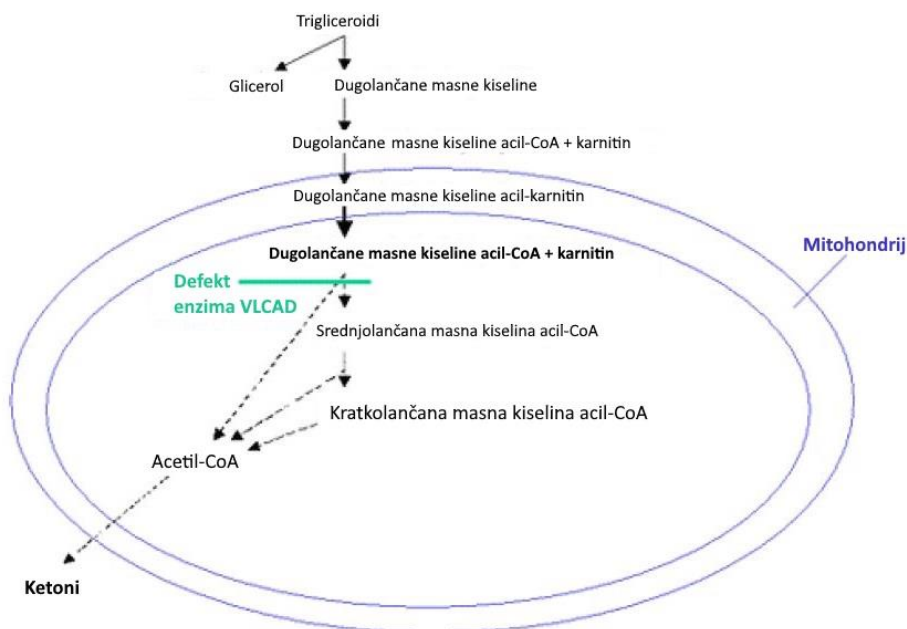 Trigliceroidi
Glicerol
Dugolančane masne kiseline
Dugolančane masne kiseline acil-CoA + karnitin
Dugolančane masne kiseline acil-karnitin
Dugolančane masne kiseline acil-CoA + karnitin
Mitohondrij
Defekt
enzima VLCAD
Srednjolančana masna kiselina acil-CoA
Kratkolančana masna kiselina acil-CoA
Acetil-CoA
Ketoni